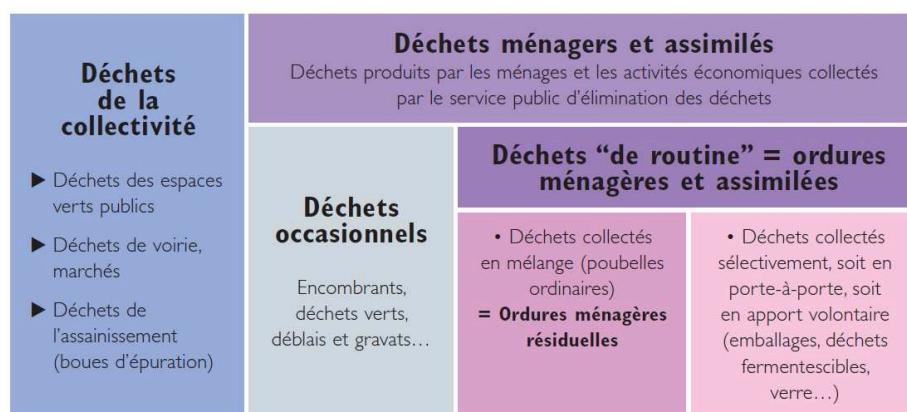 Déchets
de la
collectivité
► Déchets des espaces
verts publics
► Déchets de voirie,
marchés
► Déchets de
l'assainissement
(boues d'épuration)
Déchets ménagers et assimilés
Déchets produits par les ménages et les activités économiques collectés
par le service public d'élimination des déchets
Déchets
occasionnels
Encombrants,
déchets verts,
déblais et gravats…
Déchets "de routine" = ordures
ménagères et assimilées
• Déchets collectés
en mélange (poubelles
ordinaires)
= Ordures ménagères
résiduelles
• Déchets collectés
sélectivement, soit en
porte-à-porte, soit
en apport volontaire
(emballages, déchets
fermentescibles,
verre…)